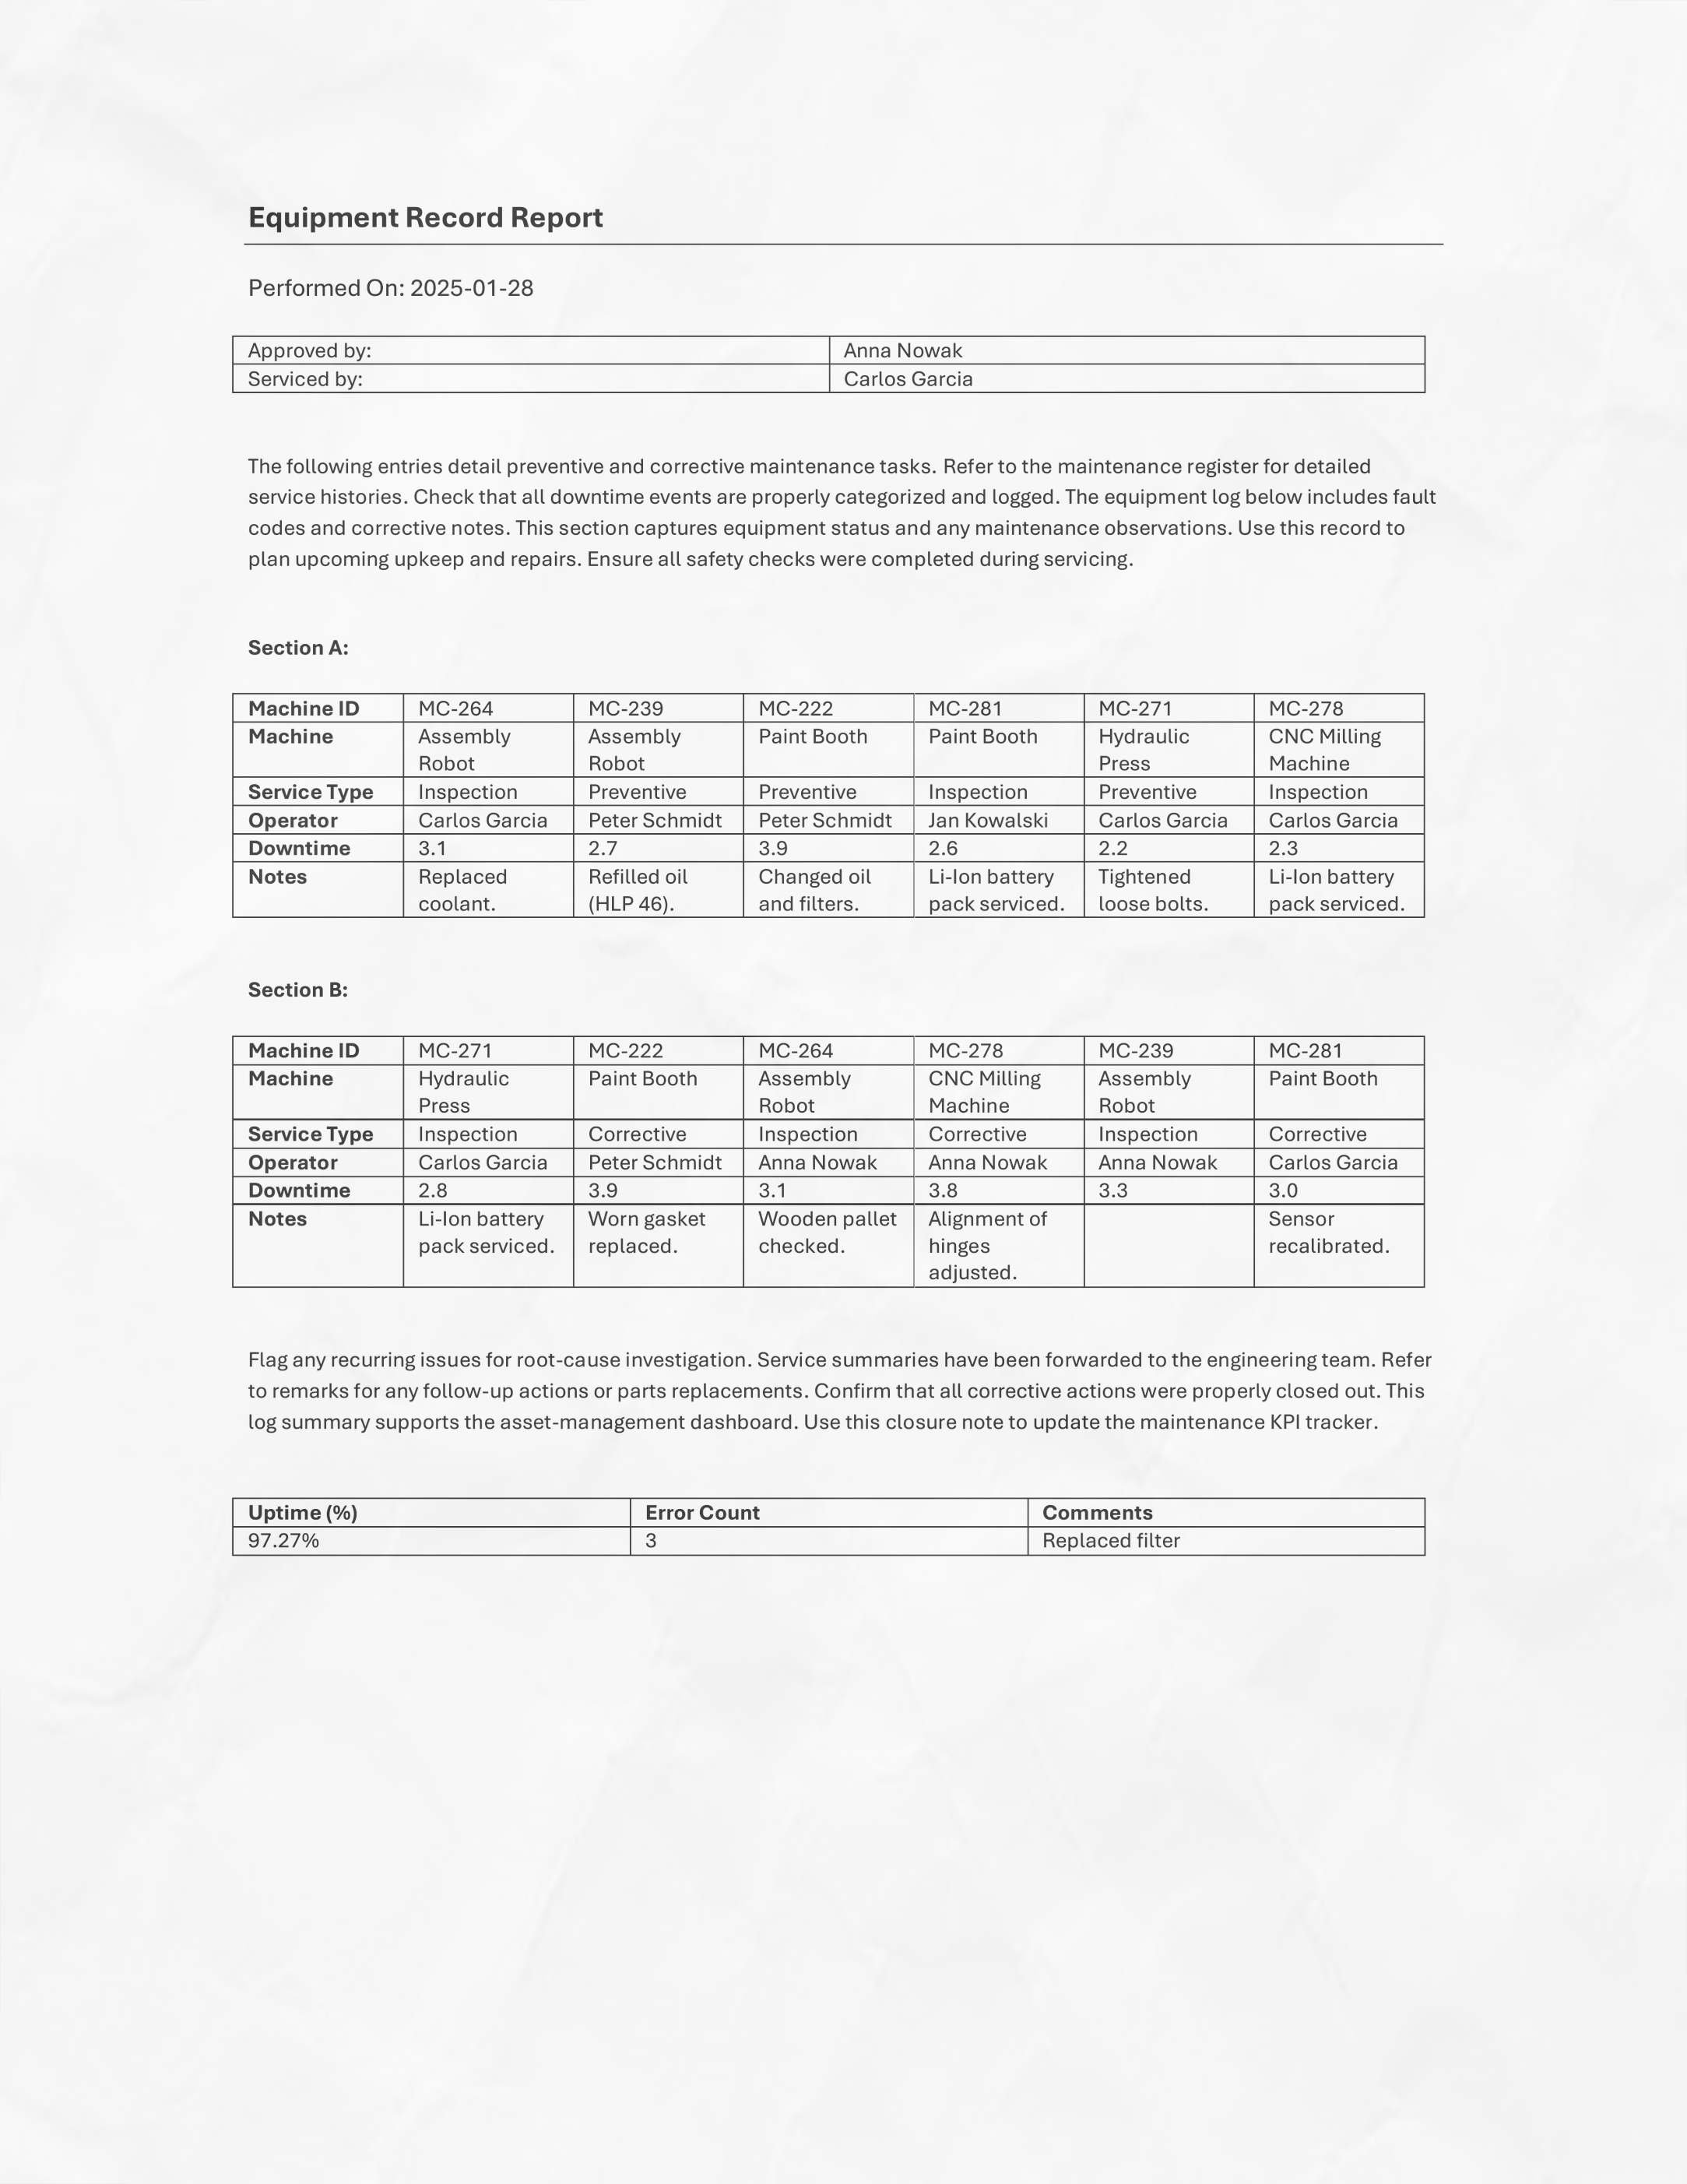 Equipment Record Report
Performed On: 2025-01-28
Approved by: Anna Nowak
Serviced by: Carlos Garcia
The following entries detail preventive and corrective maintenance tasks. Refer to the maintenance register for detailed
service histories. Check that all downtime events are properly categorized and logged. The equipment log below includes fault
codes and corrective notes. This section captures equipment status and any maintenance observations. Use this record to
plan upcoming upkeep and repairs. Ensure all safety checks were completed during servicing.
Section A:
Machine ID MC-264 MC-239 MC-222 MC-281 MC-271 MC-278
Machine Assembly Assembly Paint Booth Paint Booth Hydraulic CNC Milling
Robot Robot Press Machine
Service Type Inspection Preventive Preventive Inspection Preventive Inspection
Operator Carlos Garcia Peter Schmidt Peter Schmidt Jan Kowalski Carlos Garcia Carlos Garcia
Downtime 3.1 2.7 3.9 2.6 2.2 2.3
Notes Replaced Refilled oil Changed oil Li-Ion battery Tightened Li-Ion battery
coolant. (HLP 46). and filters. pack serviced. loose bolts. pack serviced.
Section B:
Machine ID MC-271 MC-222 MC-264 MC-278 MC-239 MC-281
Machine Hydraulic Paint Booth Assembly CNC Milling Assembly Paint Booth
Press Robot Machine Robot
Service Type Inspection Corrective Inspection Corrective Inspection Corrective
Operator Carlos Garcia Peter Schmidt Anna Nowak Anna Nowak Anna Nowak Carlos Garcia
Downtime 2.8 3.9 3.1 3.8 3.3 3.0
Notes Li-Ion battery Worn gasket Wooden pallet Alignment of Sensor
pack serviced. replaced. checked. hinges recalibrated.
adjusted.
Flag any recurring issues for root-cause investigation. Service summaries have been forwarded to the engineering team. Refer
to remarks for any follow-up actions or parts replacements. Confirm that all corrective actions were properly closed out. This
log summary supports the asset-management dashboard. Use this closure note to update the maintenance KPI tracker.
Uptime (%) Error Count Comments
97.27% 3 Replaced filter